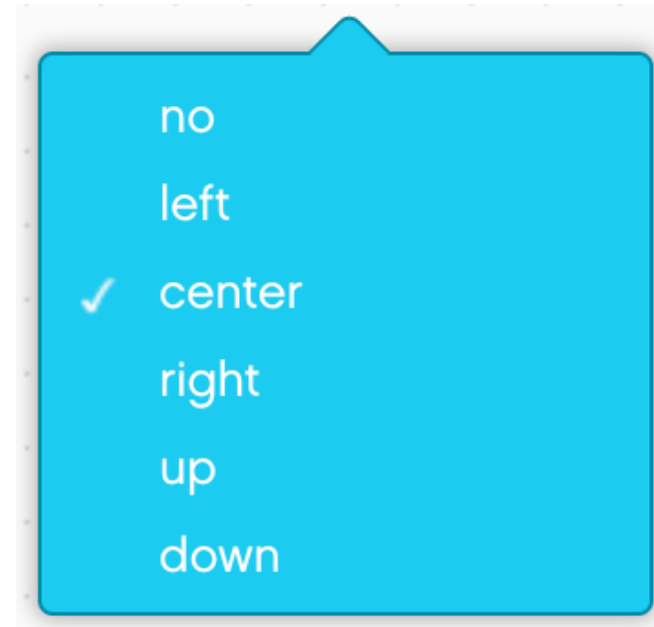 no
left
✓ center
right
up
down